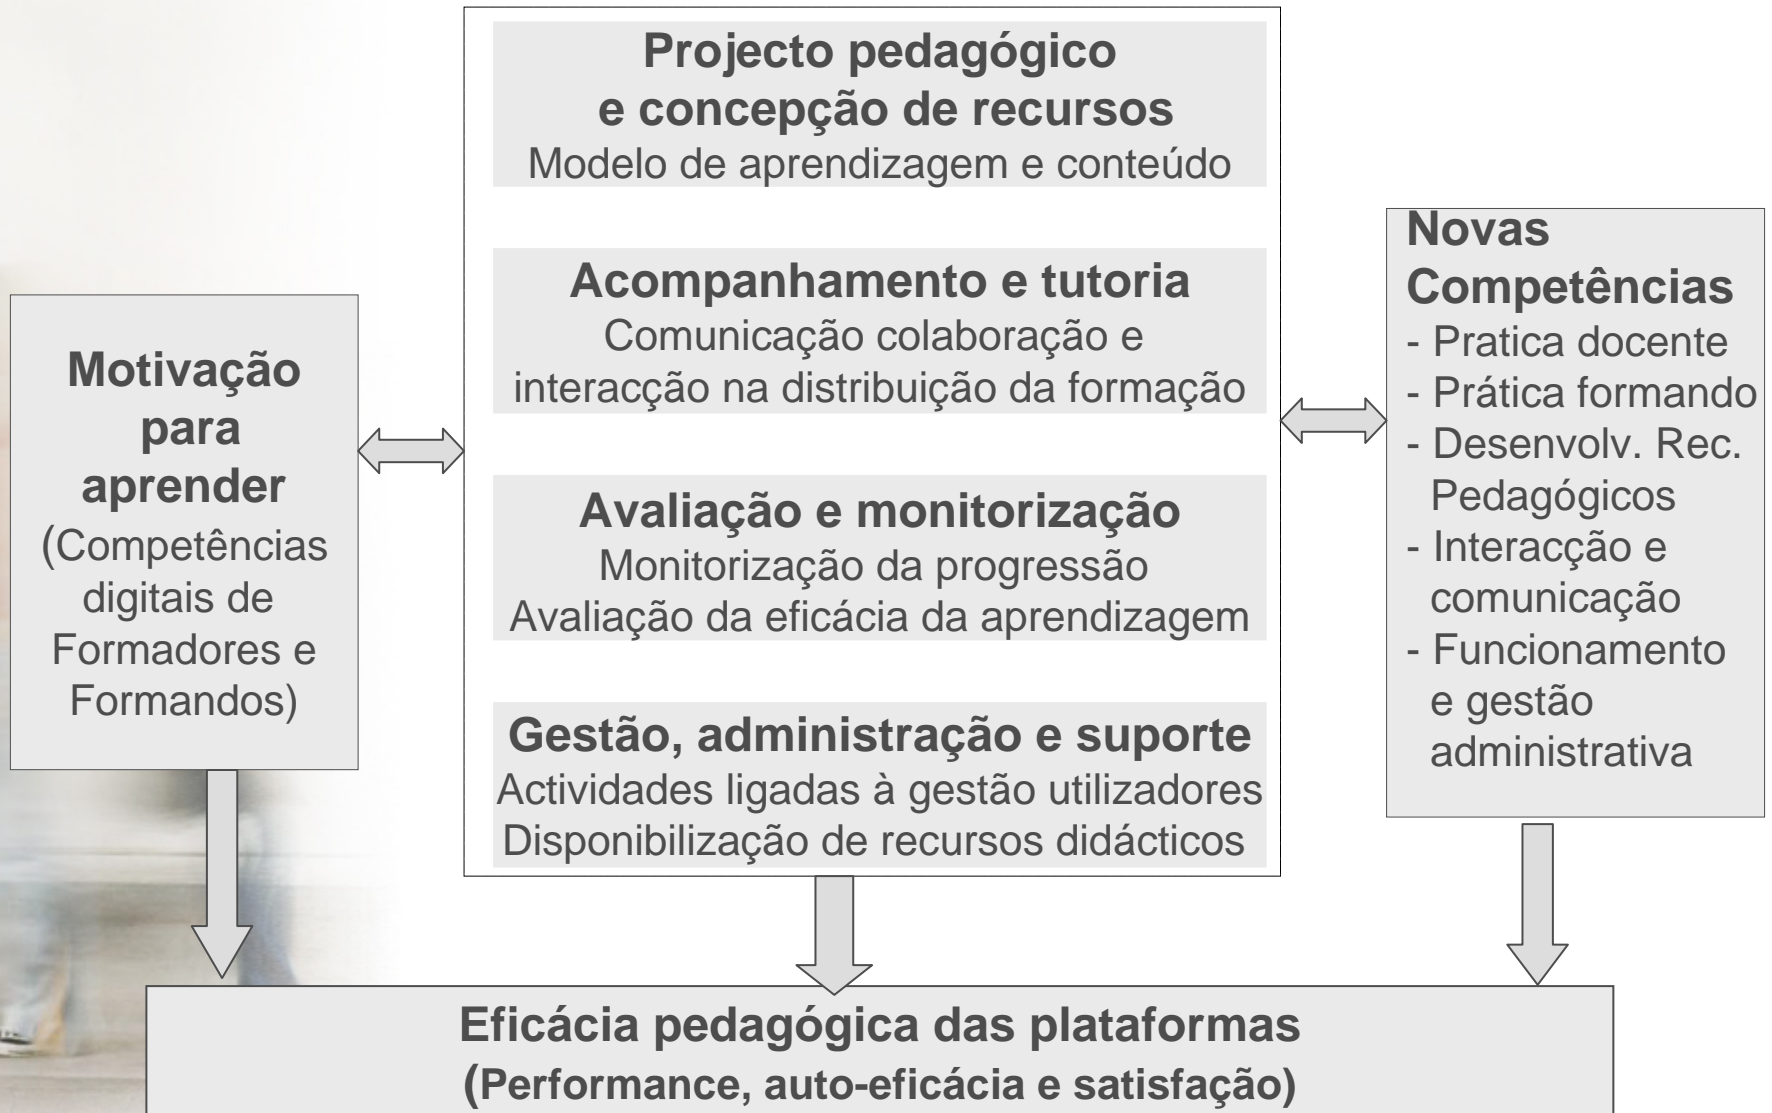 Projecto pedagógico
e concepção de recursos
Modelo de aprendizagem e conteúdo
Acompanhamento e tutoria
Comunicação colaboração e
interacção na distribuição da formação
Avaliação e monitorização
Monitorização da progressão
Avaliação da eficácia da aprendizagem
Gestão, administração e suporte
Actividades ligadas à gestão utilizadores
Disponibilização de recursos didácticos
Motivação
para
aprender
(Competências
digitais de
Formadores e
Formandos)
Novas
Competências
- Pratica docente
- Prática formando
- Desenvolv. Rec.
Pedagógicos
- Interacção e
comunicação
- Funcionamento
e gestão
administrativa
Eficácia pedagógica das plataformas
(Performance, auto-eficácia e satisfação)